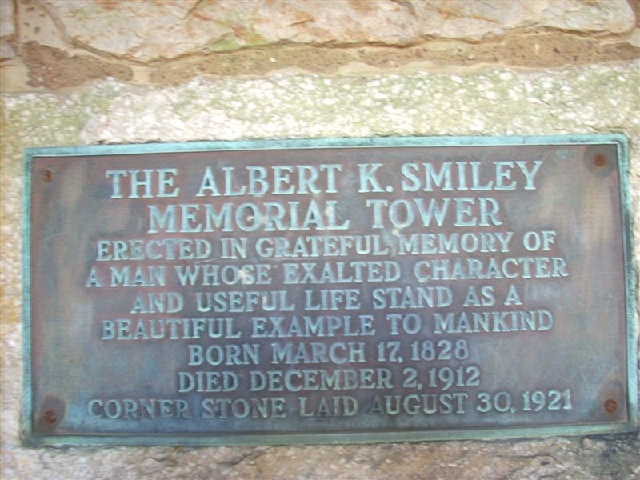 THE ALBERT K. SMILEY
MEMORIAL TOWER
ERECTED IN GRATEFUL MEMORY OF
A MAN WHOSE EXALTED CHARACTER
AND USEFUL LIFE STAND AS A
BEAUTIFUL EXAMPLE TO MANKIND
BORN MARCH 17, 1828
DIED DECEMBER 2, 1912
CORNER STONE LAID AUGUST 30, 1921